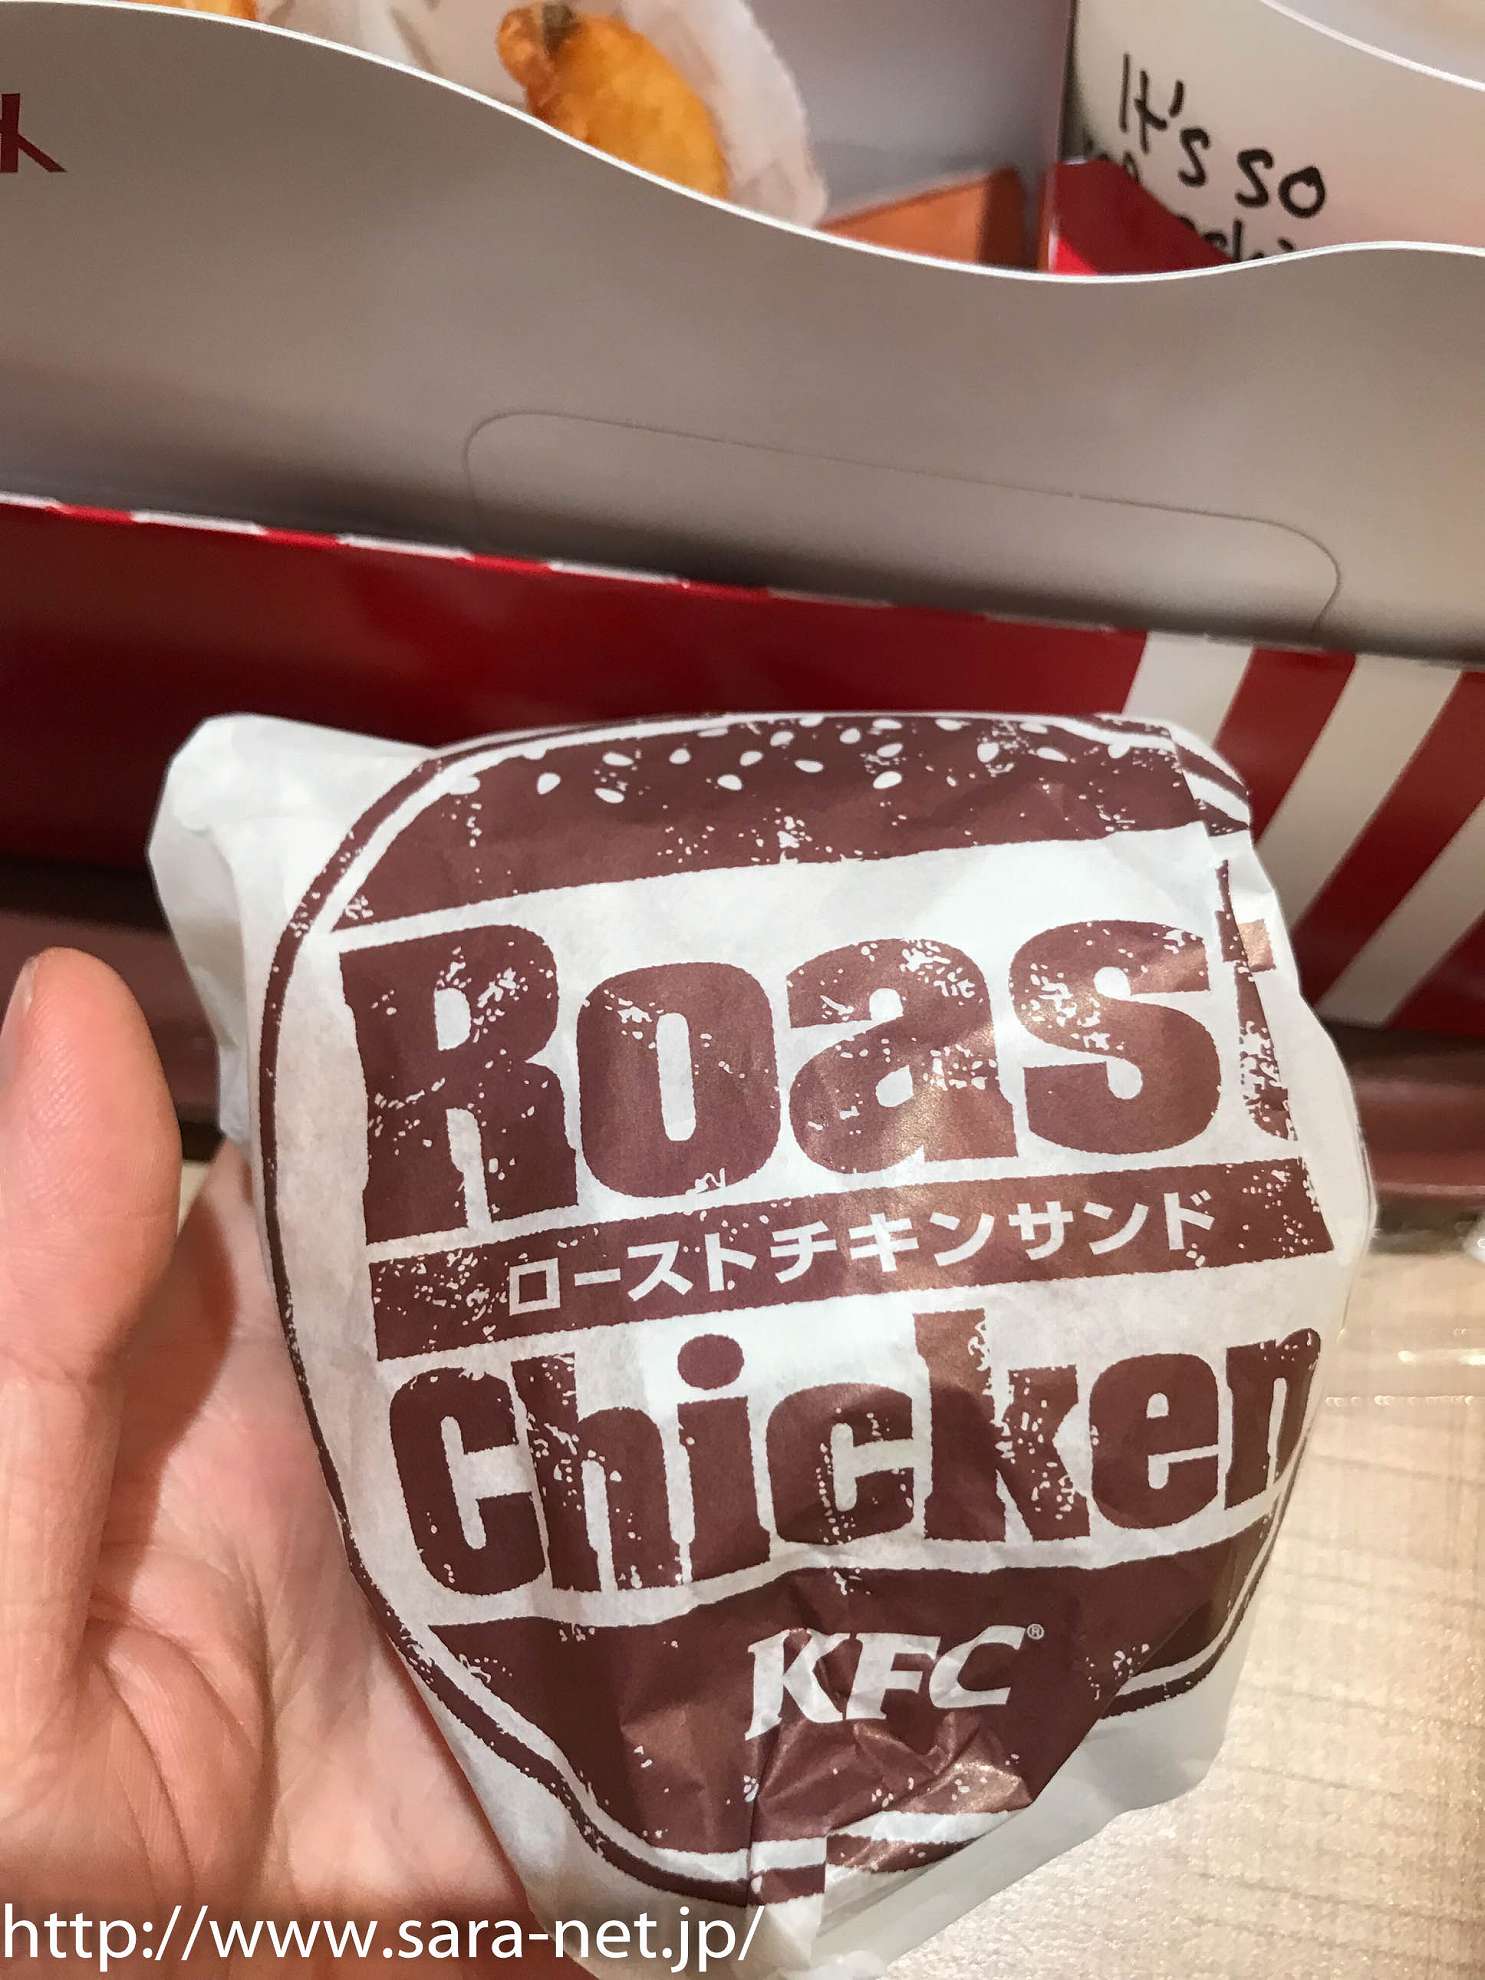 It's so
Roast
ローストチキンサンド
chicken
KFC®
http://www.sara-net.jp/